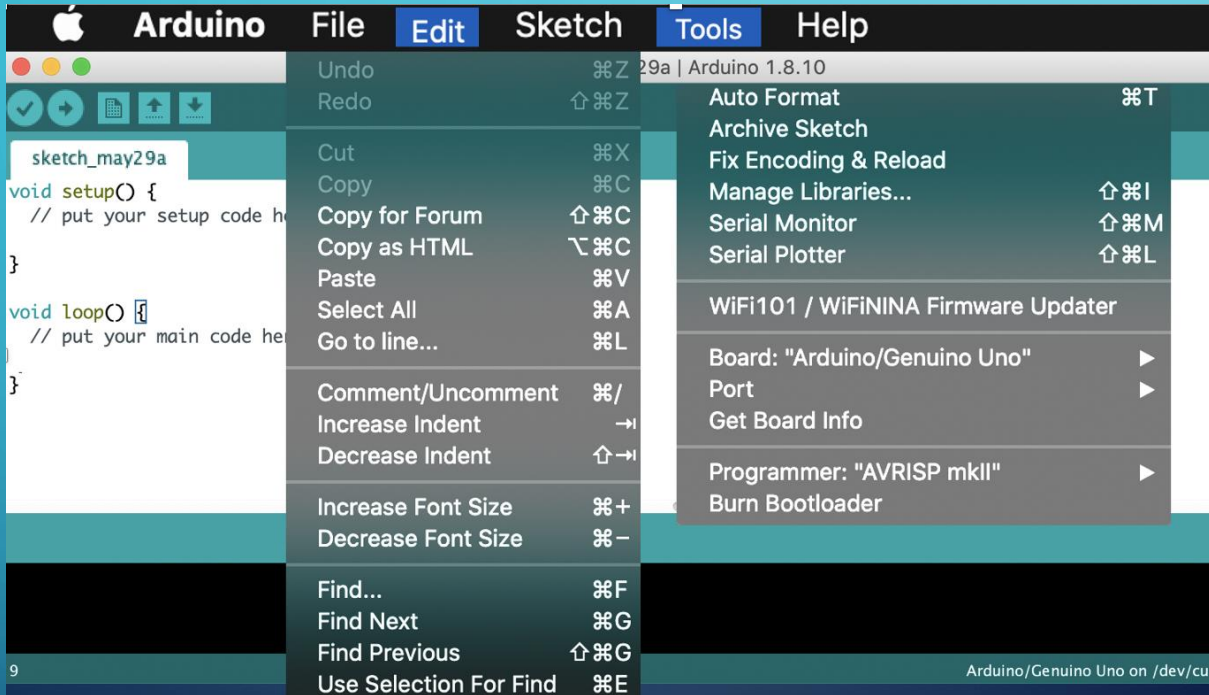 Arduino File Edit Sketch Tools Help
29a | Arduino 1.8.10
sketch_may29a
void setup() {
// put your setup code
}
void loop() {
// put your main code
}
Undo ⌘Z
Redo ⇧⌘Z
Cut ⌘X
Copy ⌘C
Copy for Forum ⇧⌘C
Copy as HTML ⌥⌘C
Paste ⌘V
Select All ⌘A
Go to line... ⌘L
Comment/Uncomment ⌘/
Increase Indent ⇥
Decrease Indent ⇧⇥
Increase Font Size ⌘+
Decrease Font Size ⌘−
Find... ⌘F
Find Next ⌘G
Find Previous ⇧⌘G
Use Selection For Find ⌘E
Auto Format ⌘T
Archive Sketch
Fix Encoding & Reload
Manage Libraries... ⇧⌘I
Serial Monitor ⇧⌘M
Serial Plotter ⇧⌘L
WiFi101 / WiFiNINA Firmware Updater
Board: "Arduino/Genuino Uno"
Port
Get Board Info
Programmer: "AVRISP mkII"
Burn Bootloader
9
Arduino/Genuino Uno on /dev/cu